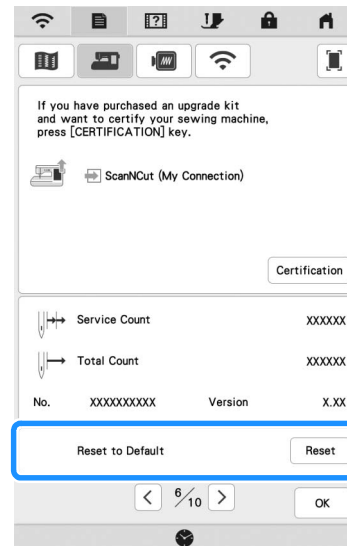 If you have purchased an upgrade kit
and want to certify your sewing machine,
press [CERTIFICATION] key.
ScanNCut (My Connection)
Certification
Service Count XXXXXX
Total Count XXXXXX
No. XXXXXXXXXX Version X.XX
Reset to Default Reset
< 6/10 > OK